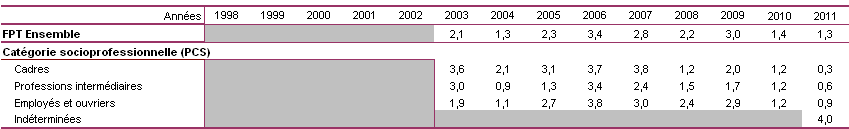 Années 1998 1999 2000 2001 2002 2003 2004 2005 2006 2007 2008 2009 2010 2011
FPT Ensemble 2,1 1,3 2,3 3,4 2,8 2,2 3,0 1,4 1,3
Catégorie socioprofessionnelle (PCS)
Cadres 3,6 2,1 3,1 3,7 3,8 1,2 2,0 1,2 0,3
Professions intermédiaires 3,0 0,9 1,3 3,4 2,4 1,5 1,7 1,2 0,6
Employés et ouvriers 1,9 1,1 2,7 3,8 3,0 2,4 2,9 1,2 0,9
Indéterminées 4,0